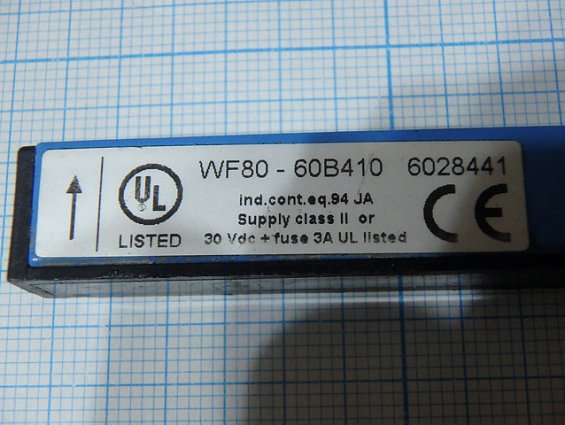 WF80 - 60B410 6028441
UL
ind.cont.eq.94 JA
Supply class II or
LISTED
30 Vdc + fuse 3A UL listed
CE